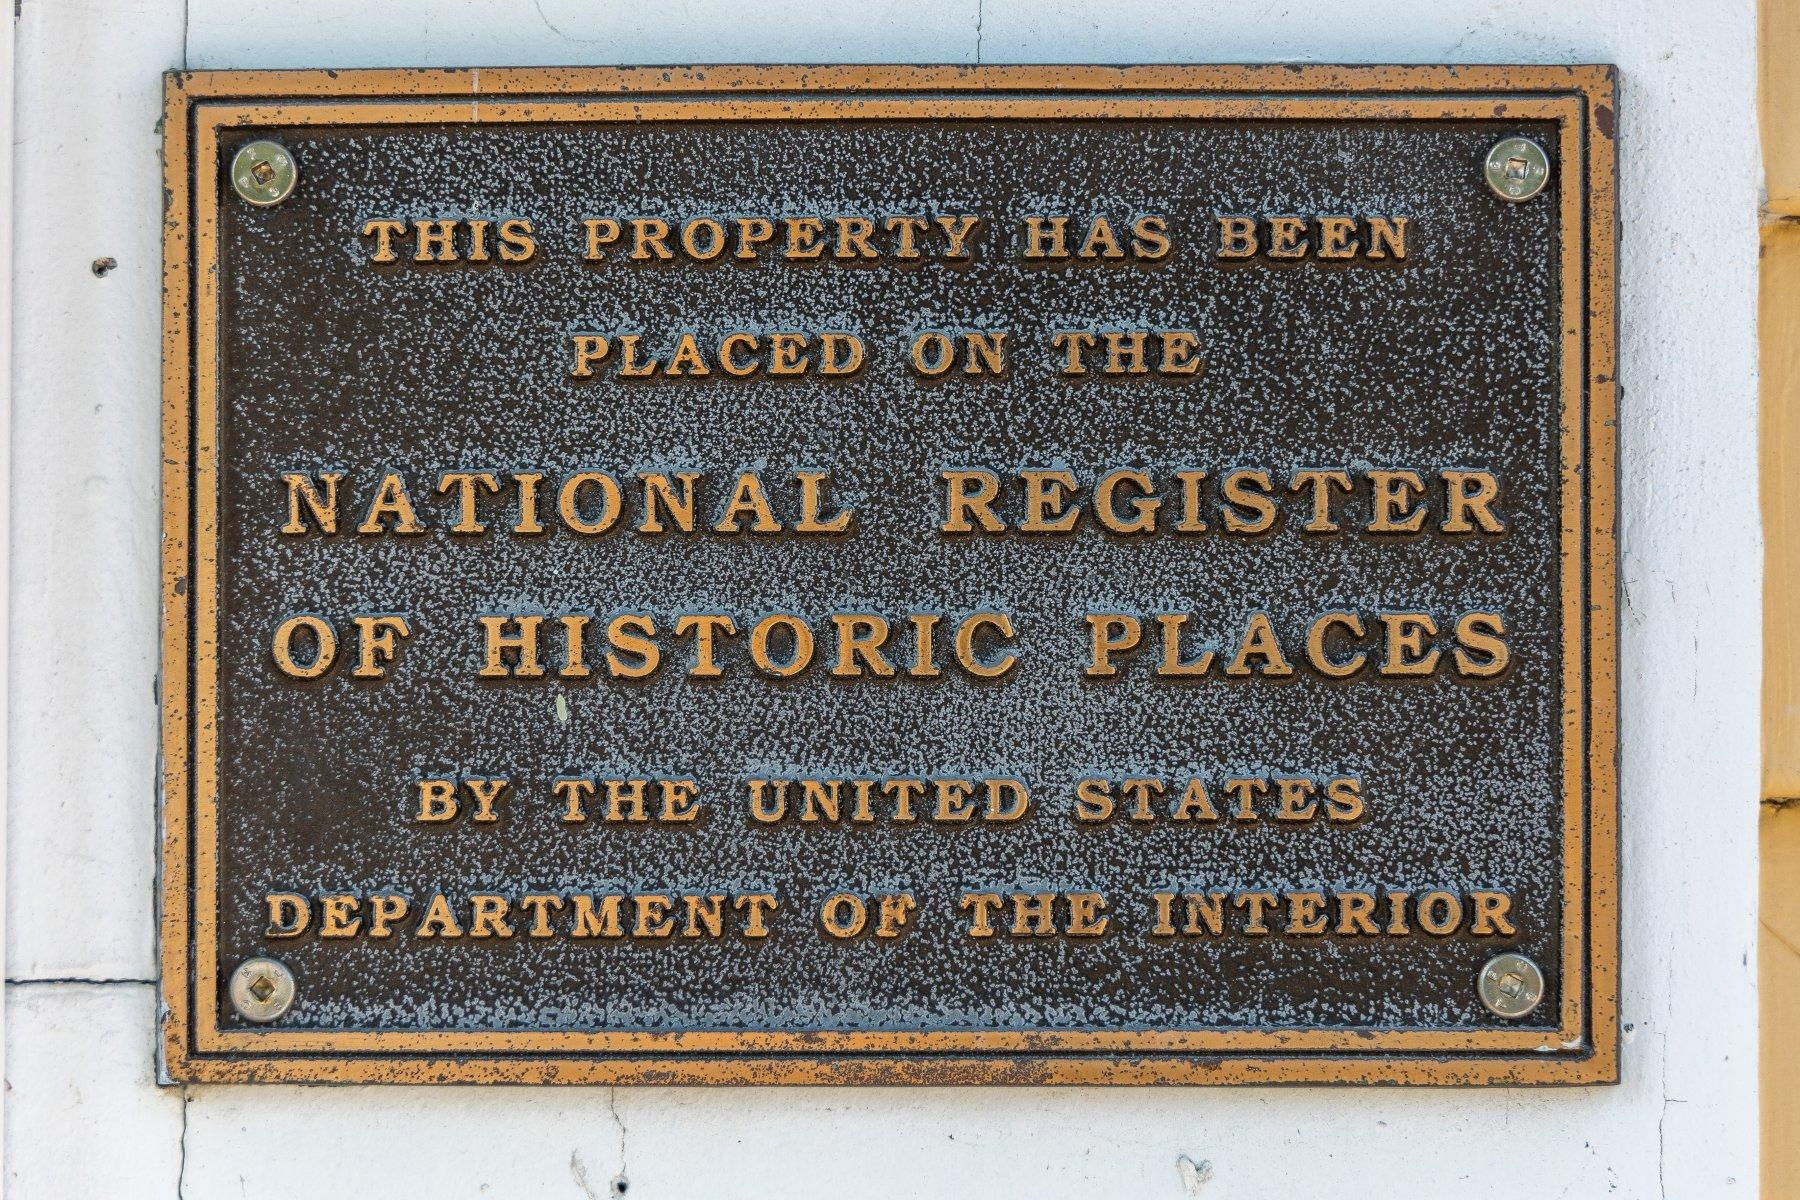 THIS PROPERTY HAS BEEN
PLACED ON THE
NATIONAL REGISTER
OF HISTORIC PLACES
BY THE UNITED STATES
DEPARTMENT OF THE INTERIOR